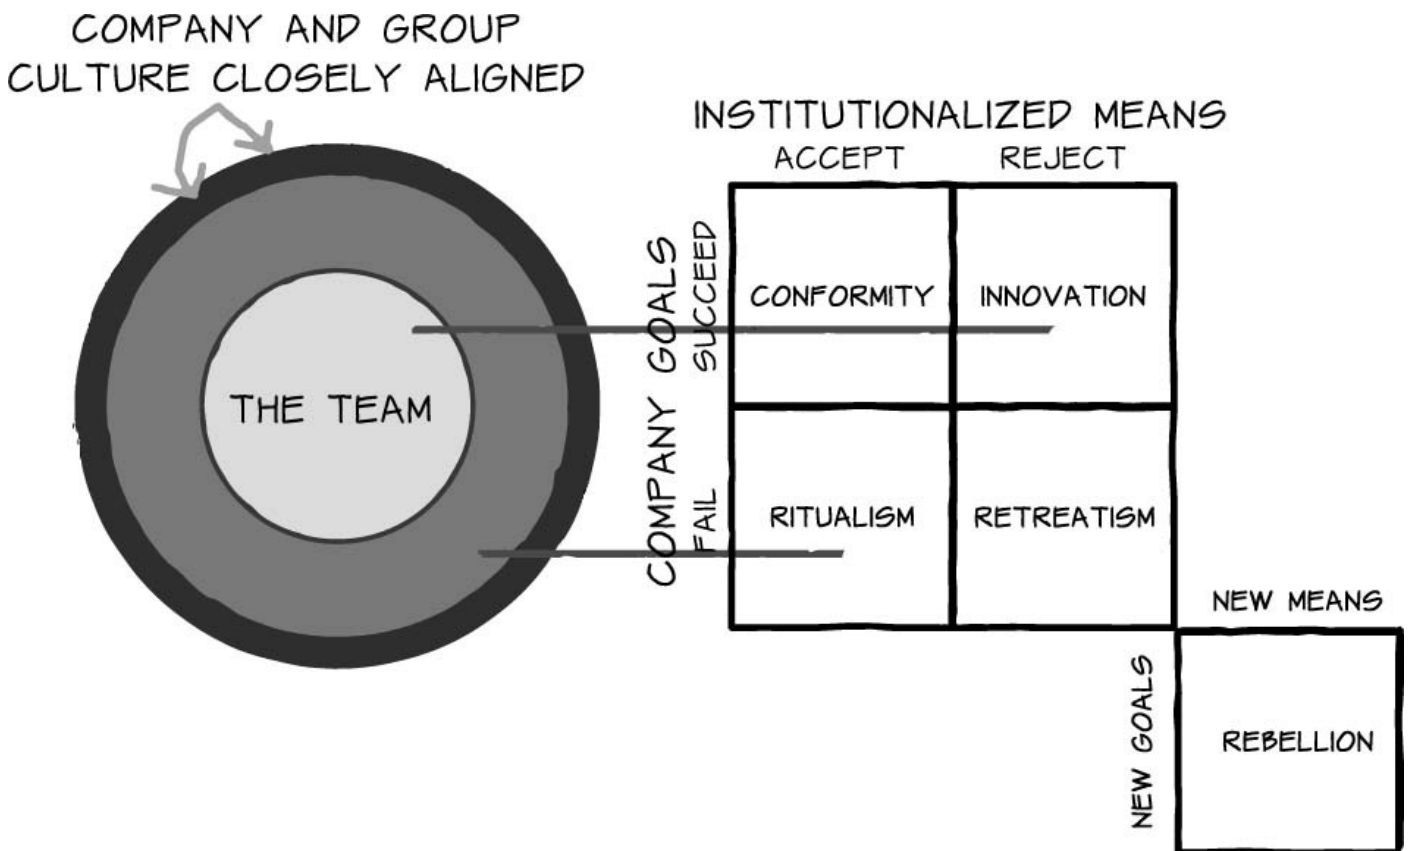 COMPANY AND GROUP
CULTURE CLOSELY ALIGNED
THE TEAM
INSTITUTIONALIZED MEANS
ACCEPT
REJECT
COMPANY GOALS
SUCCEED
FAIL
CONFORMITY
INNOVATION
RITUALISM
RETREATISM
NEW MEANS
NEW GOALS
REBELLION